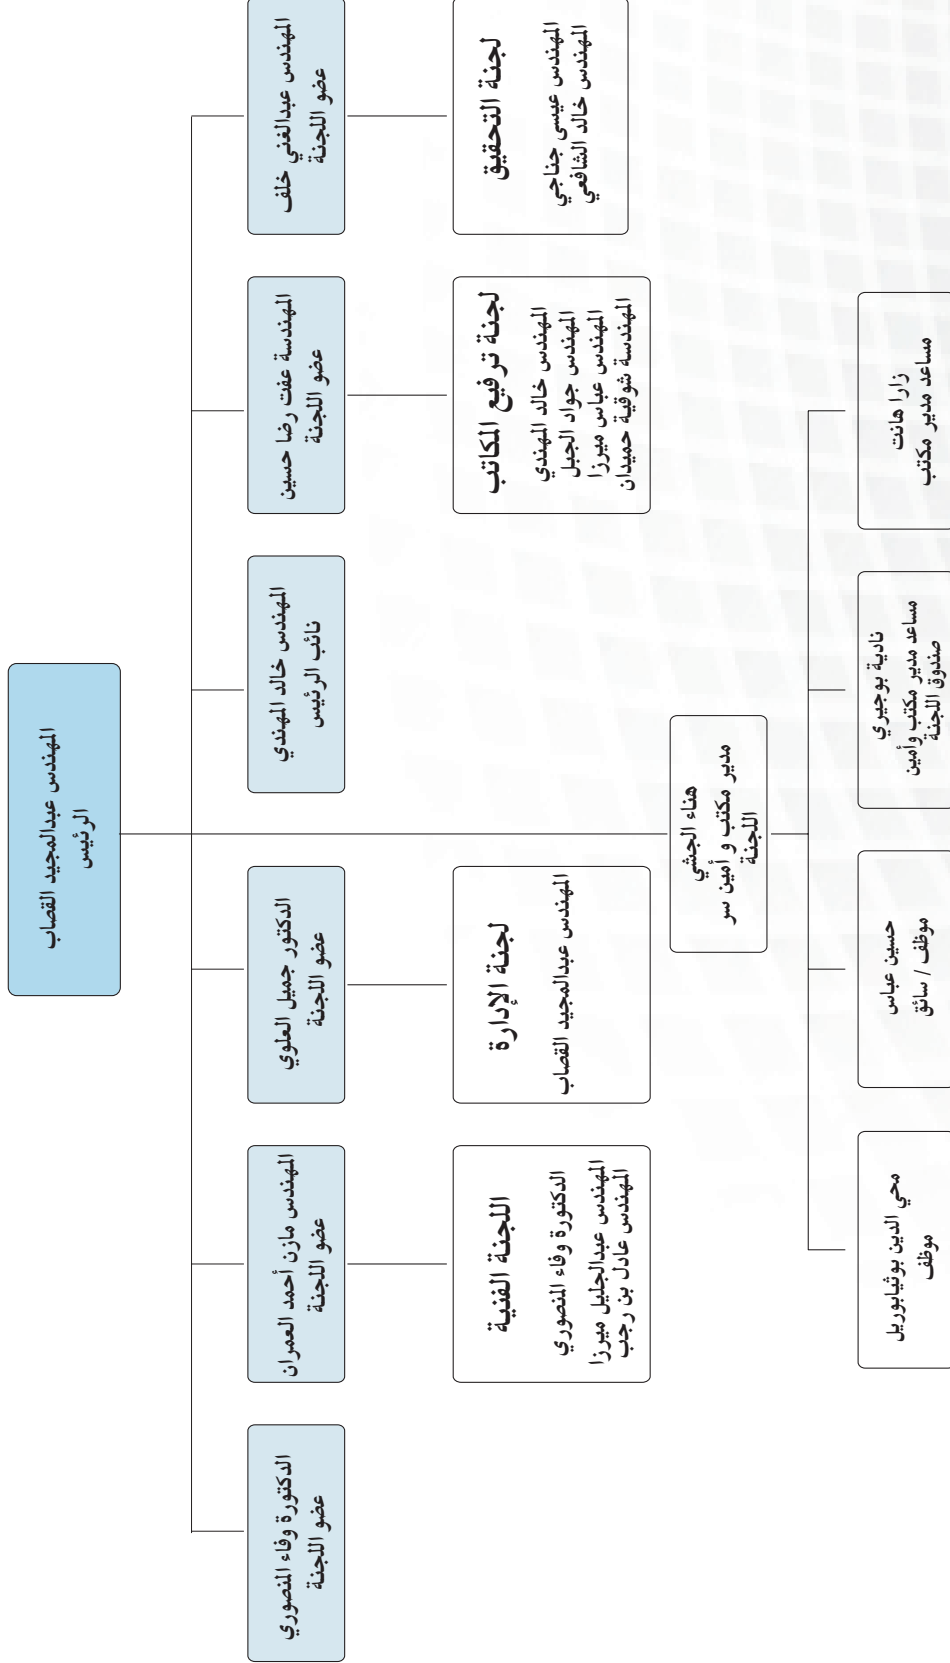 المهندس عبدالمجيد القصاب
الرئيس
المهندس عبدالغني خلف
عضو اللجنة
المهندسة عفت رضا حسين
عضو اللجنة
المهندس خالد المهندي
نائب الرئيس
الدكتور جميل العلوي
عضو اللجنة
المهندس مازن أحمد العمران
عضو اللجنة
الدكتورة وفاء المنصوري
عضو اللجنة
لجنة التحقيق
المهندس عيسى جناحي
المهندس خالد الشافعي
لجنة ترفيع المكاتب
المهندس خالد المهندي
المهندس جواد الجبل
المهندس عباس ميرزا
المهندسة شوقية حميدان
لجنة الإدارة
المهندس عبدالمجيد القصاب
اللجنة الفنية
الدكتورة وفاء المنصوري
المهندس عبدالجليل ميرزا
المهندس عادل بن رجب
هناء الجشي
مدير مكتب و أمين سر
اللجنة
زارا هانت
مساعد مدير مكتب
نادية بوجيري
مساعد مدير مكتب وأمين
صندوق اللجنة
حسين عباس
موظف / سائق
محي الدين بوثيابوريل
موظف